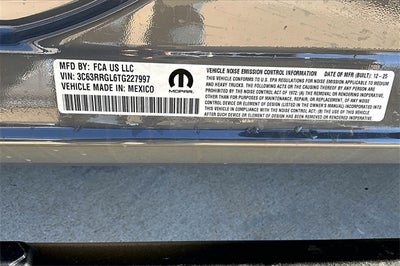 MFD BY: FCA US LLC
VIN: 3C63RRGL6TG227997
VEHICLE MADE IN: MEXICO
MOPAR
VEHICLE NOISE EMISSION CONTROL INFORMATION DATE OF MFR (BUILT): 12 - 25
THIS VEHICLE CONFORMS TO U.S. EPA REGULATIONS FOR NOISE EMISSION APPLICABLE TO MEDIUM
AND HEAVY TRUCKS. THE FOLLOWING ACTS OR THE CAUSING THEREOF BY ANY PERSON ARE
PROHIBITED BY THE NOISE CONTROL ACT OF 1972: (A) THE REMOVAL OR RENDERING INOPERATIVE,
OTHER THAN FOR PURPOSES OF MAINTENANCE, REPAIR, OR REPLACEMENT, OF ANY NOISE
CONTROL DEVICE OR ELEMENT OF DESIGN (LISTED IN THE OWNER'S MANUAL) INCORPORATED
INTO THIS VEHICLE IN COMPLIANCE WITH THE NOISE CONTROL ACT; (B) THE USE OF THIS VEHICLE
AFTER SUCH DEVICE OR ELEMENT OF DESIGN HAS BEEN REMOVED OR RENDERED INOPERATIVE.